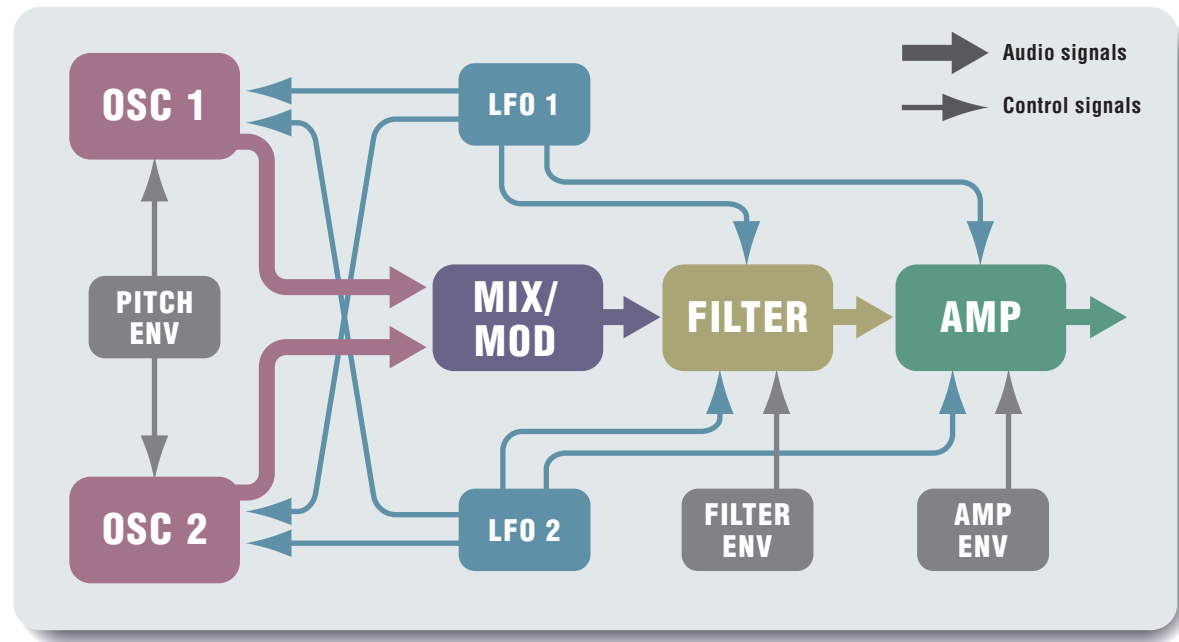 OSC 1
LFO 1
Audio signals
Control signals
PITCH
ENV
MIX/
MOD
FILTER
AMP
OSC 2
LFO 2
FILTER
ENV
AMP
ENV